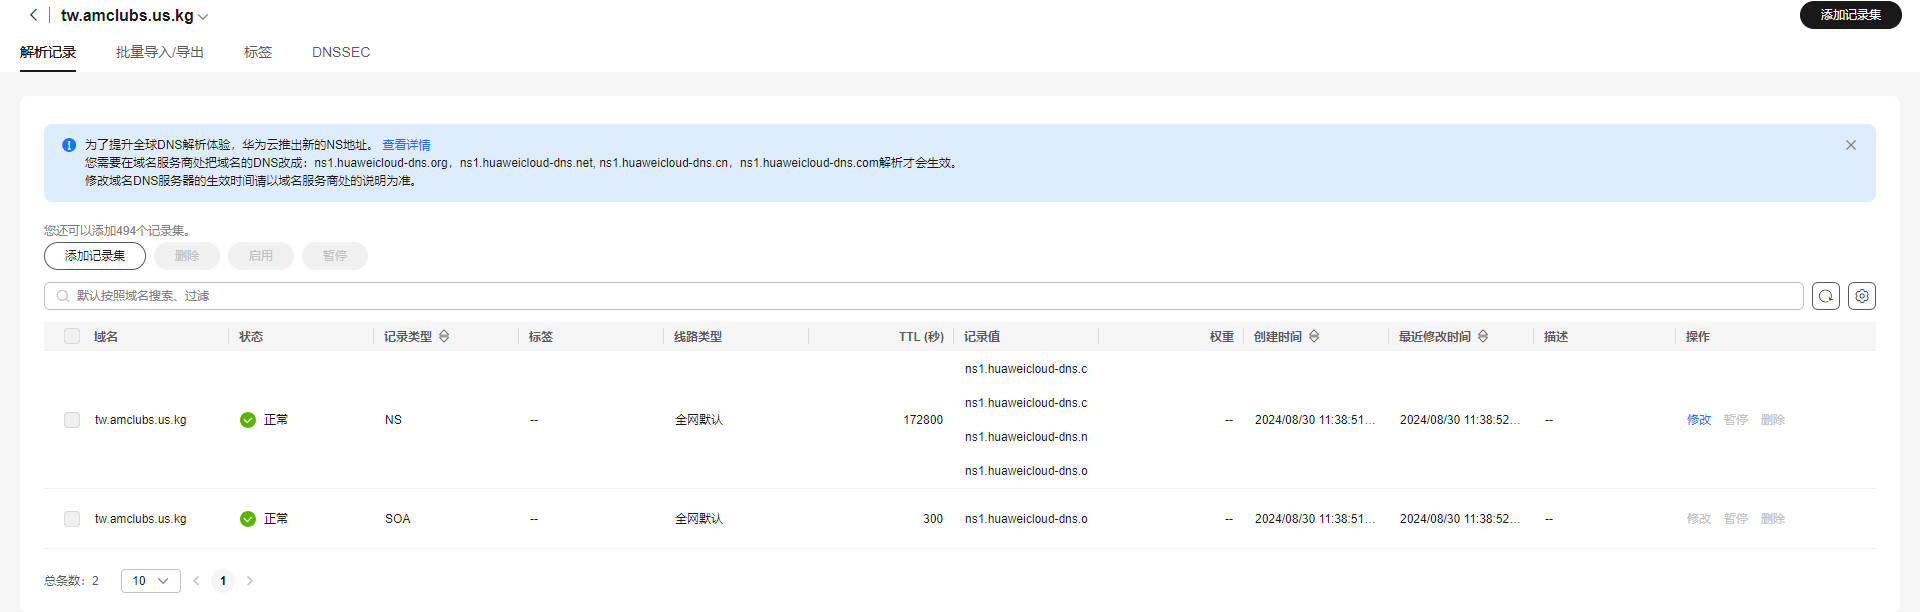 tw.amclubs.us.kg
添加记录集
解析记录 批量导入/导出 标签 DNSSEC
为了提升全球DNS解析体验，华为云推出新的NS地址。 查看详情
您需要在域名服务商处把域名的DNS改成：ns1.huaweicloud-dns.org，ns1.huaweicloud-dns.net, ns1.huaweicloud-dns.cn，ns1.huaweicloud-dns.com解析才会生效。
修改域名DNS服务器的生效时间请以域名服务商处的说明为准。
您还可以添加494个记录集。
添加记录集 删除 启用 暂停
默认按照域名搜索、过滤
域名 状态 记录类型 标签 线路类型 TTL (秒) 记录值 权重 创建时间 最近修改时间 描述 操作
ns1.huaweicloud-dns.c
ns1.huaweicloud-dns.c
tw.amclubs.us.kg 正常 NS -- 全网默认 172800 -- 2024/08/30 11:38:51... 2024/08/30 11:38:52... -- 修改 暂停 删除
ns1.huaweicloud-dns.n
ns1.huaweicloud-dns.o
tw.amclubs.us.kg 正常 SOA -- 全网默认 300 ns1.huaweicloud-dns.o -- 2024/08/30 11:38:51... 2024/08/30 11:38:52... -- 修改 暂停 删除
总条数：2 10 1